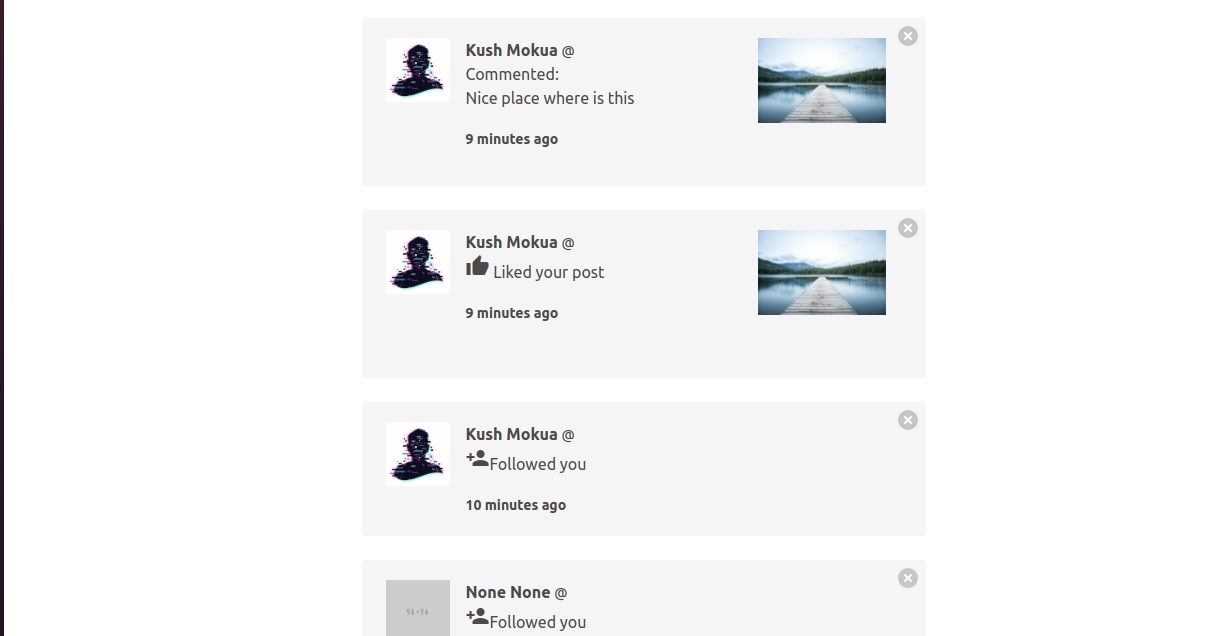 Kush Mokua @
Commented:
Nice place where is this
9 minutes ago
Kush Mokua @
Liked your post
9 minutes ago
Kush Mokua @
Followed you
10 minutes ago
None None @
Followed you